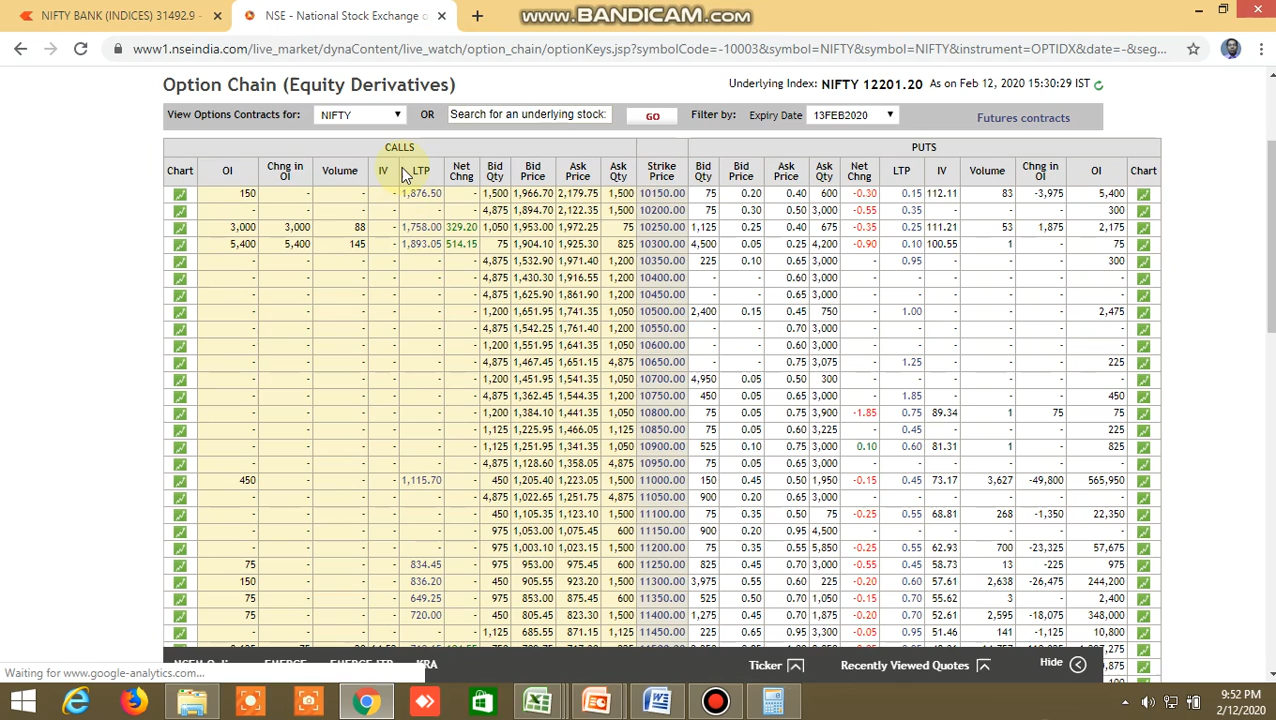 www.BANDICAM.com
NIFTY BANK (INDICES) 31492.9 -
NSE - National Stock Exchange o
www1.nseindia.com/live_market/dynaContent/live_watch/option_chain/optionKeys.jsp?symbolCode=-10003&symbol=NIFTY&symbol=NIFTY&instrument=OPTIDX&date=-&seg...
Option Chain (Equity Derivatives) Underlying Index: NIFTY 12201.20 As on Feb 12, 2020 15:30:29 IST
View Options Contracts for: NIFTY OR Search for an underlying stock: GO Filter by: Expiry Date 13FEB2020 Futures contracts
CALLS PUTS
Chart OI Chng in OI Volume IV LTP Net Chng Bid Qty Bid Price Ask Price Ask Qty Strike Price Bid Qty Bid Price Ask Price Ask Qty Net Chng LTP IV Volume Chng in OI OI Chart
150 - - - 1,876.50 - 1,500 1,966.70 2,179.75 1,500 10150.00 75 0.20 0.40 600 -0.30 0.15 112.11 83 -3,975 5,400
- - - - - - 4,875 1,894.70 2,122.35 1,500 10200.00 75 0.30 0.50 3,000 -0.55 0.35 - - - 300
3,000 3,000 88 - 1,758.00 329.20 1,050 1,953.00 1,972.25 75 10250.00 1,125 0.25 0.40 675 -0.35 0.25 111.21 53 1,875 2,175
5,400 5,400 145 - 1,893.05 514.15 75 1,904.10 1,925.30 825 10300.00 4,500 0.05 0.25 4,200 -0.90 0.10 100.55 1 - 75
- - - - - - 4,875 1,532.90 1,971.40 1,200 10350.00 225 0.10 0.65 3,000 - 0.95 - - - 300
- - - - - - 4,875 1,430.30 1,916.55 1,200 10400.00 - - 0.60 3,000 - - - - - -
- - - - - - 4,875 1,625.90 1,861.90 1,200 10450.00 - - 0.65 3,000 - - - - - -
- - - - - - 1,200 1,651.95 1,741.35 1,050 10500.00 2,400 0.15 0.45 750 - 1.00 - - - 2,475
- - - - - - 4,875 1,542.25 1,761.40 1,200 10550.00 - - 0.70 3,000 - - - - - -
- - - - - - 1,200 1,551.95 1,641.35 1,050 10600.00 - - 0.65 3,000 - - - - - -
- - - - - - 4,875 1,467.45 1,651.15 4,875 10650.00 - - 0.75 3,075 - 1.25 - - - 225
- - - - - - 1,200 1,451.95 1,541.35 1,050 10700.00 4,950 0.05 0.50 300 - - - - - -
- - - - - - 4,875 1,362.45 1,544.35 1,200 10750.00 450 0.05 0.65 3,000 - 1.85 - - - 450
- - - - - - 1,200 1,384.10 1,441.35 1,050 10800.00 75 0.05 0.75 3,900 -1.85 0.75 89.34 1 75 75
- - - - - - 1,125 1,225.95 1,466.05 1,125 10850.00 75 0.05 0.60 3,225 - 0.45 - - - 225
- - - - - - 1,125 1,251.95 1,341.35 1,050 10900.00 525 0.10 0.75 3,000 0.10 0.60 81.31 1 - 825
- - - - - - 4,875 1,128.60 1,358.05 4,875 10950.00 75 0.05 0.65 3,000 - - - - - -
450 - - - 1,115.70 - 450 1,205.40 1,223.05 1,500 11000.00 150 0.45 0.50 1,950 -0.15 0.45 73.17 3,627 -49,800 565,950
- - - - - - 4,875 1,022.65 1,251.75 4,875 11050.00 900 0.20 0.65 3,000 - - - - - -
- - - - - - 450 1,105.35 1,123.10 1,500 11100.00 75 0.35 0.50 75 -0.25 0.55 68.81 268 -1,350 22,350
- - - - - - 975 1,053.00 1,075.45 600 11150.00 900 0.20 0.95 4,500 - - - - - -
- - - - - - 450 1,003.10 1,023.15 1,500 11200.00 75 0.35 0.55 5,850 -0.25 0.55 62.93 700 -23,325 57,675
75 - - - 834.45 - 975 953.00 975.45 600 11250.00 825 0.45 0.70 3,000 -0.55 0.45 58.73 13 -225 975
150 - - - 836.20 - 450 905.55 923.20 1,500 11300.00 3,975 0.55 0.60 225 -0.20 0.60 57.61 2,638 -26,475 244,200
75 - - - 649.25 - 975 853.00 875.45 600 11350.00 525 0.50 0.70 1,050 -0.15 0.70 55.62 3 - 2,400
75 - - - 720.00 - 450 805.45 823.30 1,500 11400.00 1,275 0.45 0.70 1,875 -0.20 0.70 52.61 2,595 -18,075 348,000
- - - - - - 1,125 685.55 871.15 1,125 11450.00 225 0.65 0.95 3,300 -0.05 0.95 51.46 141 -1,125 10,800
KRA Ticker Recently Viewed Quotes Hide
Waiting for www.google-analytics.com...
9:52 PM
2/12/2020